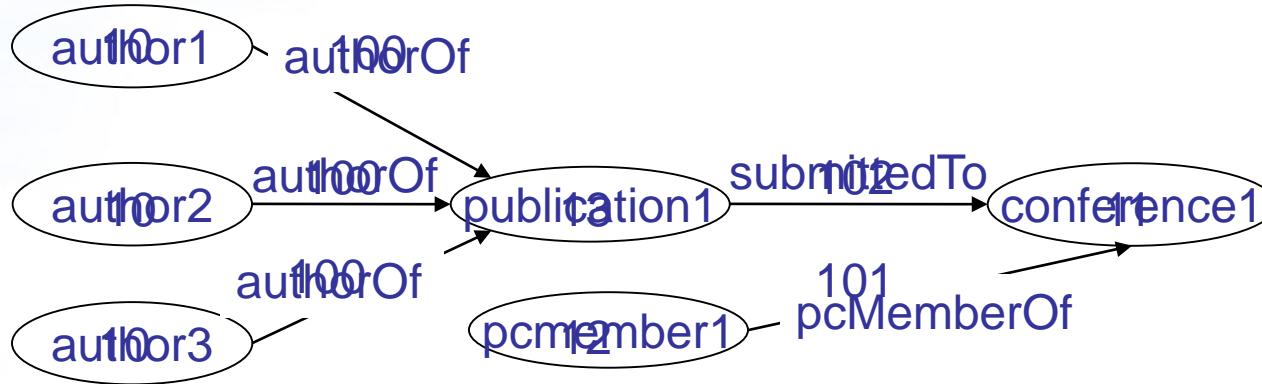 author1
10
authorOf
100
author2
10
authorOf
100
publication1
13
submittedTo
102
conference1
11
authorOf
100
author3
10
pcmember1
12
101
pcMemberOf